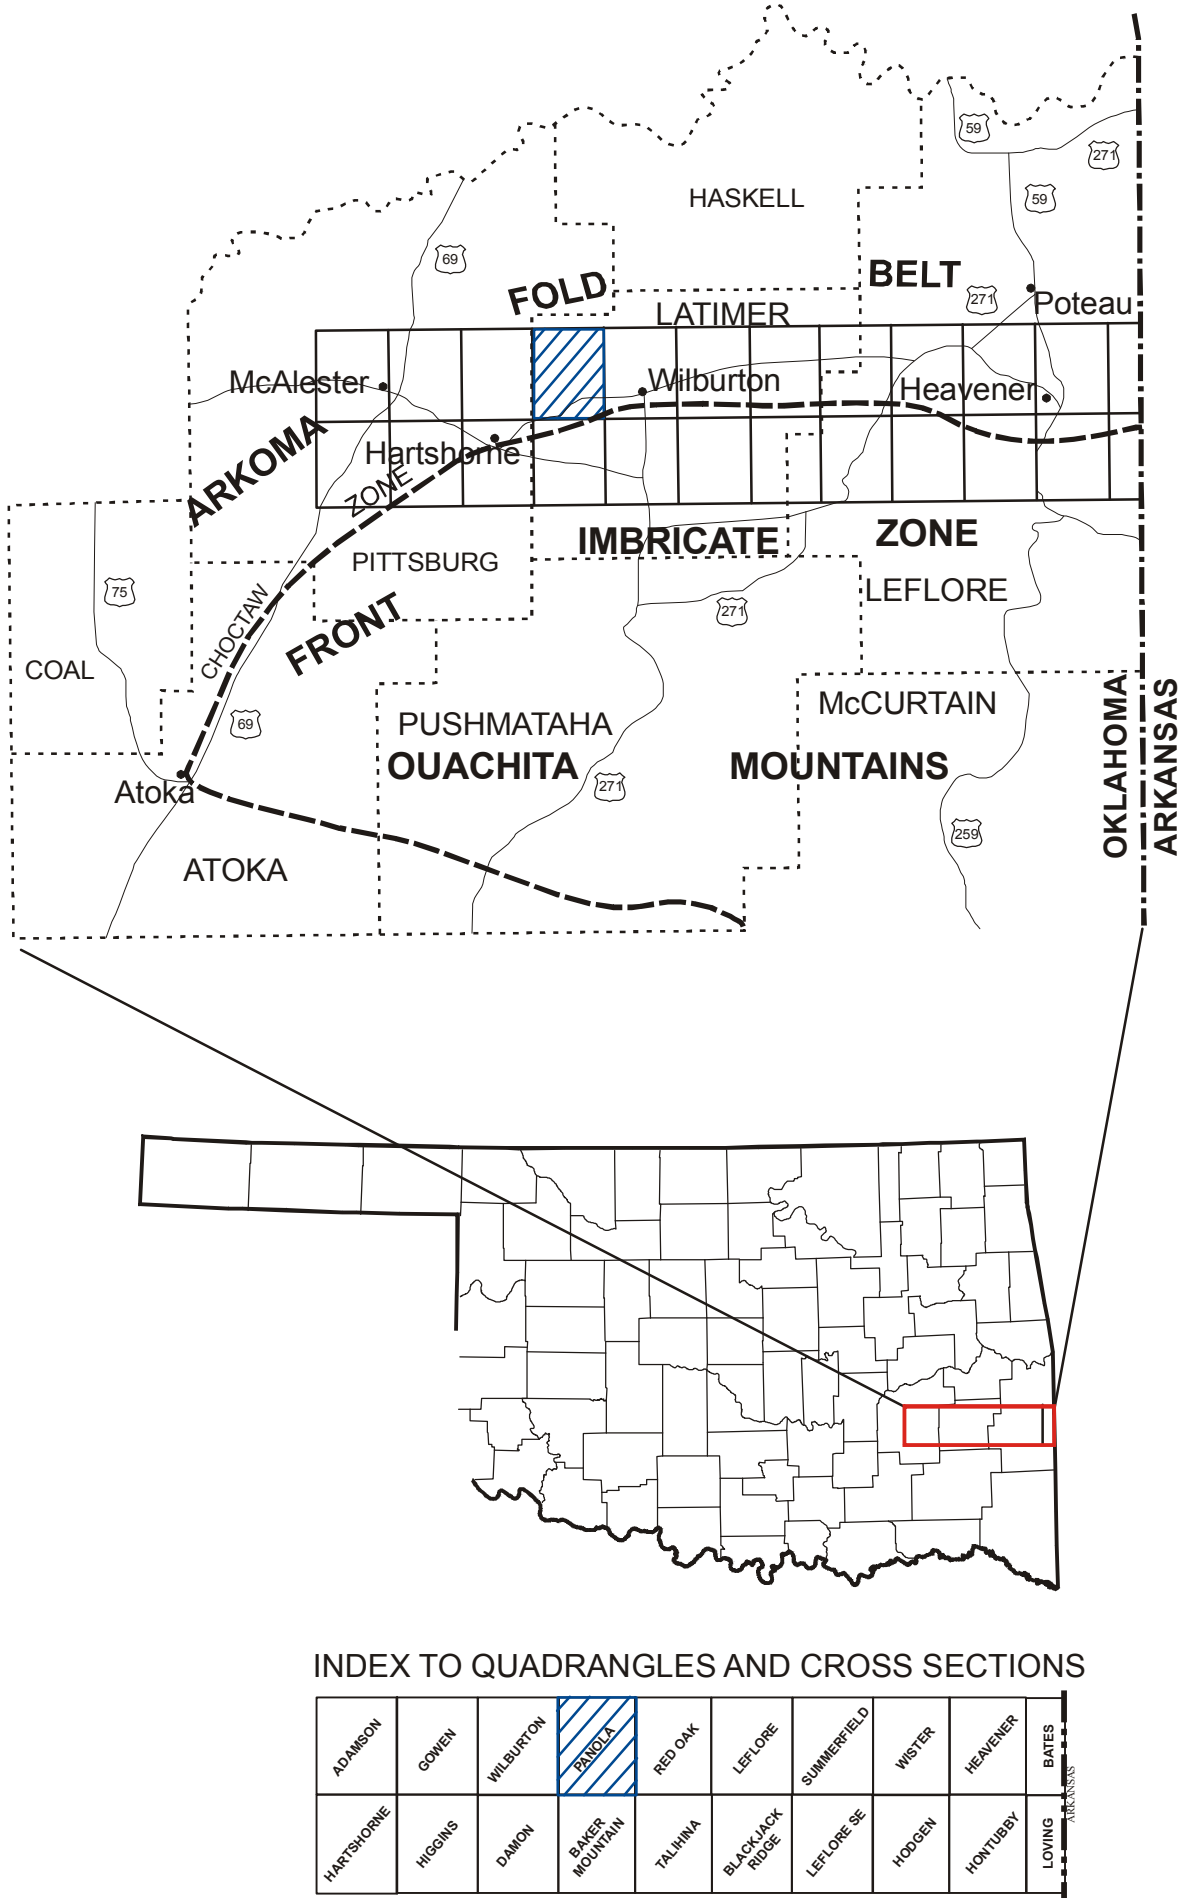 59
271
HASKELL
59
69
FOLD
BELT
271
Poteau
LATIMER
McAlester
Wilburton
Heavener
ARKOMA
Hartshorne
ZONE
IMBRICATE
ZONE
PITTSBURG
75
LEFLORE
271
CHOCTAW
FRONT
COAL
69
PUSHMATAHA
McCURTAIN
OKLAHOMA
ARKANSAS
OUACHITA
MOUNTAINS
Atoka
271
259
ATOKA
INDEX TO QUADRANGLES AND CROSS SECTIONS
ADAMSON
GOWEN
WILBURTON
PANOLA
RED OAK
LEFLORE
SUMMERFIELD
WISTER
HEAVENER
BATES
ARKANSAS
HARTSHORNE
HIGGINS
DAMON
BAKER
MOUNTAIN
TALIHINA
BLACKJACK
RIDGE
LEFLORE SE
HODGEN
HONTUBBY
LOVING